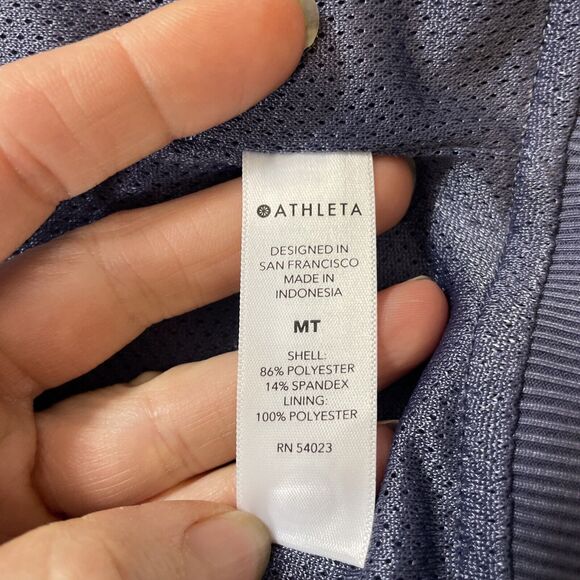 ATHLETA
DESIGNED IN
SAN FRANCISCO
MADE IN
INDONESIA
MT
SHELL:
86% POLYESTER
14% SPANDEX
LINING:
100% POLYESTER
RN 54023